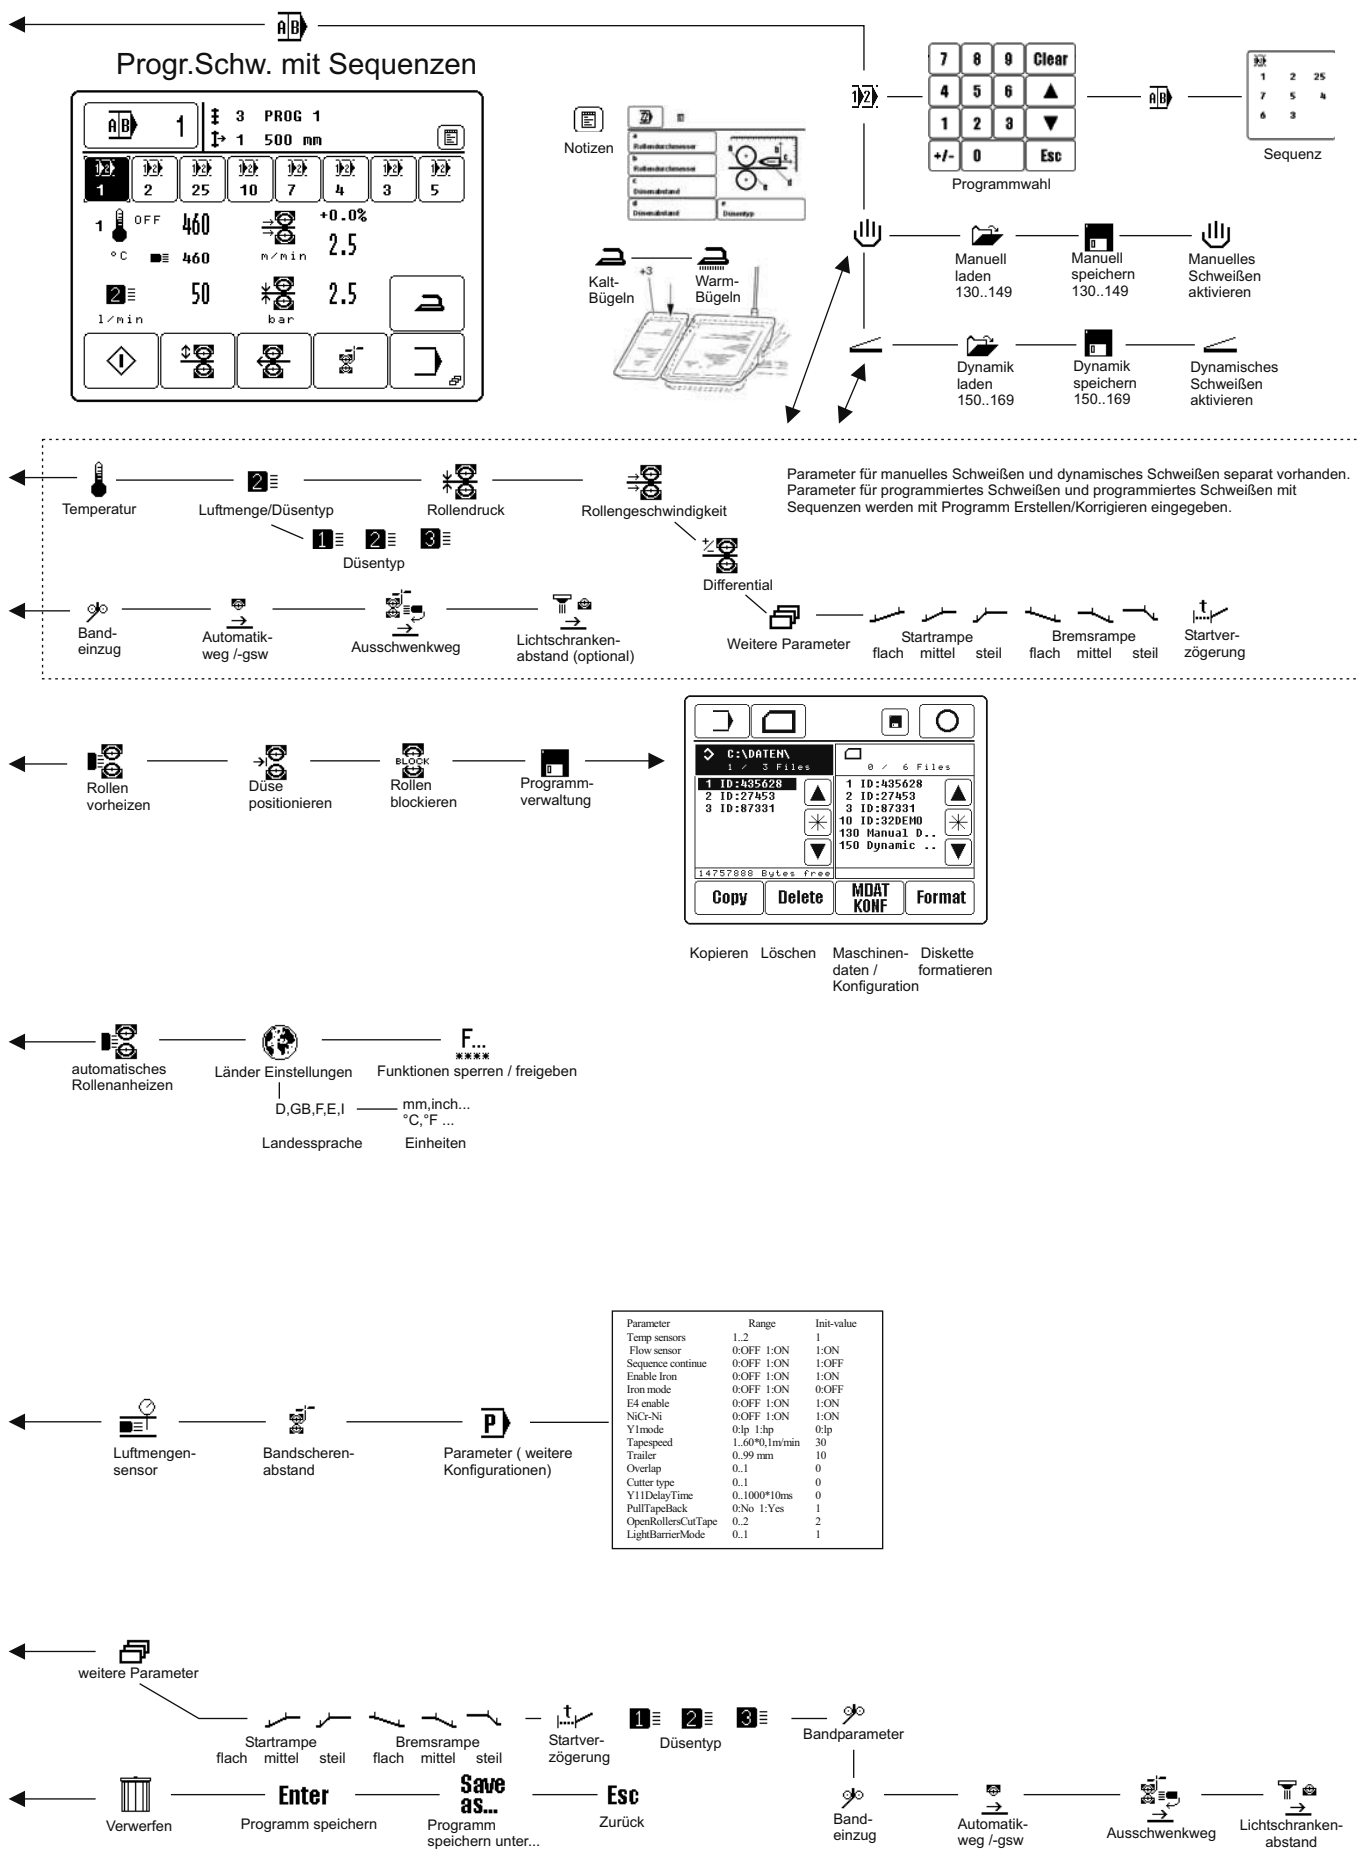 A B
Progr.Schw. mit Sequenzen
A B 1
3 PROG 1
1 500 mm
1 2 25 10 7 4 3 5
1 OFF 460
°C 460
+0.0%
m/min 2.5
2 50
l/min
2.5
bar
Notizen
a
Rollendurchmesser
b
Rollendurchmesser
c
Düsenabstand
d
Düsenabstand
e
Düsentyp
Kalt-
Bügeln
+3
Warm-
Bügeln
1 2
7 8 9 Clear
4 5 6
1 2 3
+/- 0 Esc
Programmwahl
A B
1 2 25
7 5 4
6 3
Sequenz
Manuell
laden
130..149
Manuell
speichern
130..149
Manuelles
Schweißen
aktivieren
Dynamik
laden
150..169
Dynamik
speichern
150..169
Dynamisches
Schweißen
aktivieren
Temperatur
2
Luftmenge/Düsentyp
Rollendruck
Rollengeschwindigkeit
Parameter für manuelles Schweißen und dynamisches Schweißen separat vorhanden.
Parameter für programmiertes Schweißen und programmiertes Schweißen mit
Sequenzen werden mit Programm Erstellen/Korrigieren eingegeben.
1 2 3
Düsentyp
+/-
Differential
Band-
einzug
Automatik-
weg /-gsw
Ausschwenkweg
Lichtschranken-
abstand (optional)
Weitere Parameter
Startrampe
flach mittel steil
Bremsrampe
flach mittel steil
t
Startver-
zögerung
Rollen
vorheizen
Düse
positionieren
BLOCK
Rollen
blockieren
Programm-
verwaltung
C:\DATEN\
1 / 3 Files
1 ID:435628
2 ID:27453
3 ID:87331
14757888 Bytes free
0 / 6 Files
1 ID:435628
2 ID:27453
3 ID:87331
10 ID:32DEMO
130 Manual D..
150 Dynamic ..
Copy Delete MDAT KONF Format
Kopieren
Löschen
Maschinen-
daten /
Konfiguration
Diskette
formatieren
automatisches
Rollenanheizen
Länder Einstellungen
F...
Funktionen sperren / freigeben
D,GB,F,E,I
mm,inch...
°C,°F ...
Landessprache
Einheiten
Luftmengen-
sensor
Bandscheren-
abstand
P
Parameter ( weitere
Konfigurationen)
Parameter Range Init-value
Temp sensors 1..2 1
Flow sensor 0:OFF 1:ON 1:ON
Sequence continue 0:OFF 1:ON 1:OFF
Enable Iron 0:OFF 1:ON 1:ON
Iron mode 0:OFF 1:ON 0:OFF
E4 enable 0:OFF 1:ON 1:ON
NiCr-Ni 0:OFF 1:ON 1:ON
Y1mode 0:lp 1:hp 0:lp
Tapespeed 1..60*0,1m/min 30
Trailer 0..99 mm 10
Overlap 0..1 0
Cutter type 0..1 0
Y11DelayTime 0..1000*10ms 0
PullTapeBack 0:No 1:Yes 1
OpenRollersCutTape 0..2 2
LightBarrierMode 0..1 1
weitere Parameter
Startrampe
flach mittel steil
Bremsrampe
flach mittel steil
t
Startver-
zögerung
1 2 3
Düsentyp
Bandparameter
Verwerfen
Enter
Programm speichern
Save
as...
Programm
speichern unter...
Esc
Zurück
Band-
einzug
Automatik-
weg /-gsw
Ausschwenkweg
Lichtschranken-
abstand